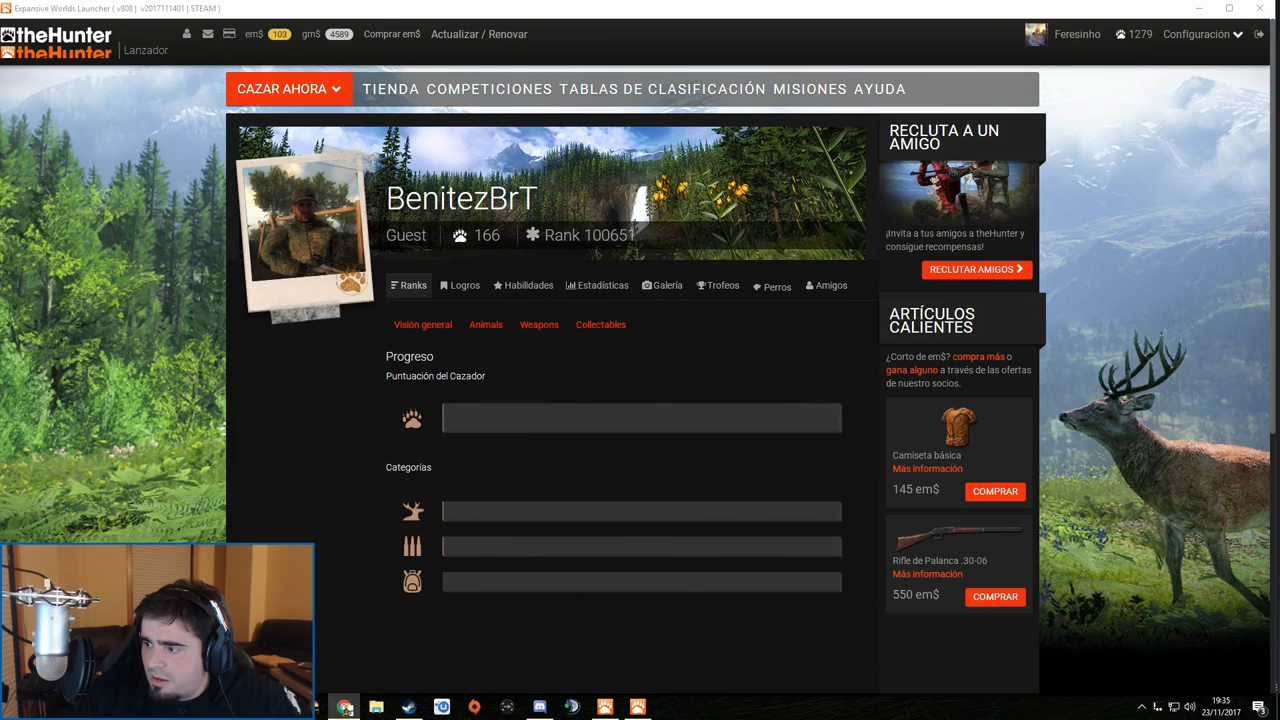 Expansive Worlds Launcher ( v808 | v2017111401 | STEAM )
theHunter
theHunter
Lanzador
em$ 103 gm$ 4589 Comprar em$ Actualizar / Renovar
Feresinho 1279 Configuración
CAZAR AHORA TIENDA COMPETICIONES TABLAS DE CLASIFICACIÓN MISIONES AYUDA
BenitezBrT
Guest 166 Rank 100651
Ranks Logros Habilidades Estadísticas Galería Trofeos Perros Amigos
Visión general Animals Weapons Collectables
Progreso
Puntuación del Cazador
Categorías
RECLUTA A UN
AMIGO
¡Invita a tus amigos a theHunter y
consigue recompensas!
RECLUTAR AMIGOS
ARTÍCULOS
CALIENTES
¿Corto de em$? compra más o
gana alguno a través de las ofertas
de nuestro socios.
Camiseta básica
Más información
145 em$ COMPRAR
Rifle de Palanca .30-06
Más información
550 em$ COMPRAR
19:35
23/11/2017
3